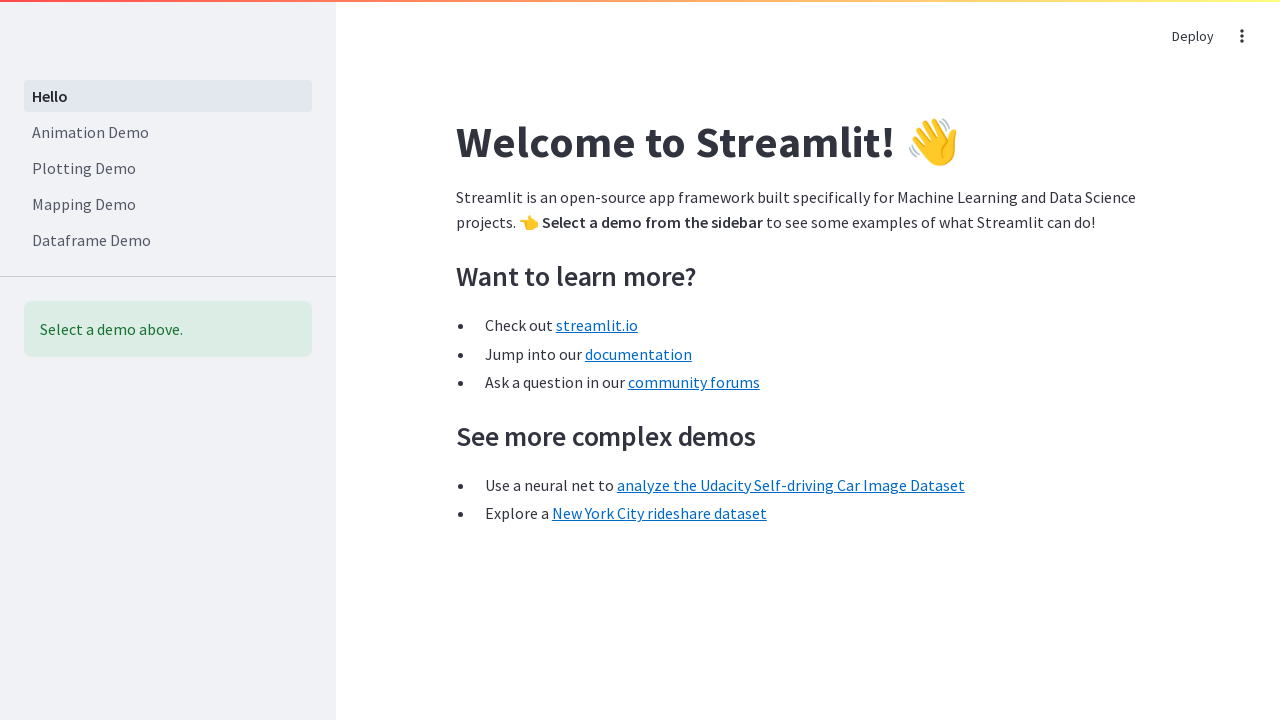 Deploy
Hello
Animation Demo
Plotting Demo
Mapping Demo
Dataframe Demo
Select a demo above.
Welcome to Streamlit! 👋
Streamlit is an open-source app framework built specifically for Machine Learning and Data Science
projects. 👈 Select a demo from the sidebar to see some examples of what Streamlit can do!
Want to learn more?
• Check out streamlit.io
• Jump into our documentation
• Ask a question in our community forums
See more complex demos
• Use a neural net to analyze the Udacity Self-driving Car Image Dataset
• Explore a New York City rideshare dataset